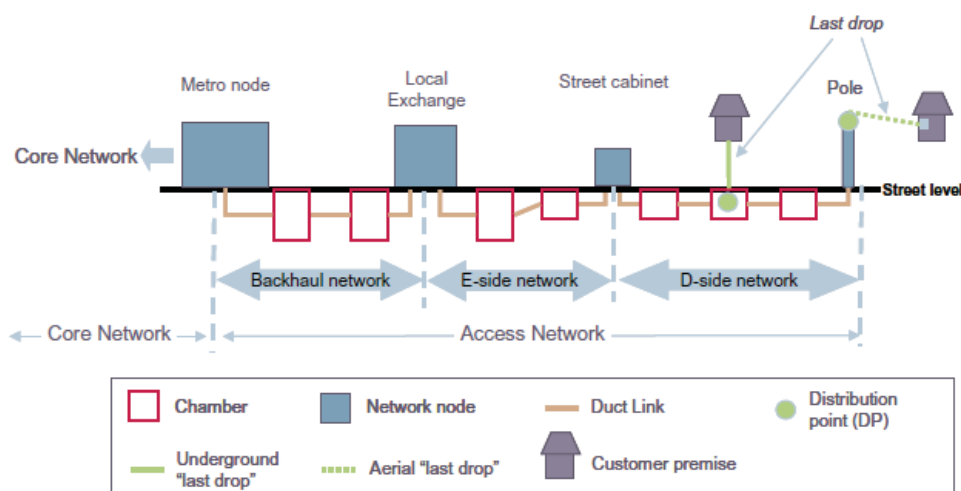 Last drop
Metro node
Local
Exchange
Street cabinet
Pole
Core Network
Street level
Backhaul network
E-side network
D-side network
Core Network
Access Network
Chamber
Network node
Duct Link
Distribution
point (DP)
Underground
“last drop”
Aerial “last drop”
Customer premise